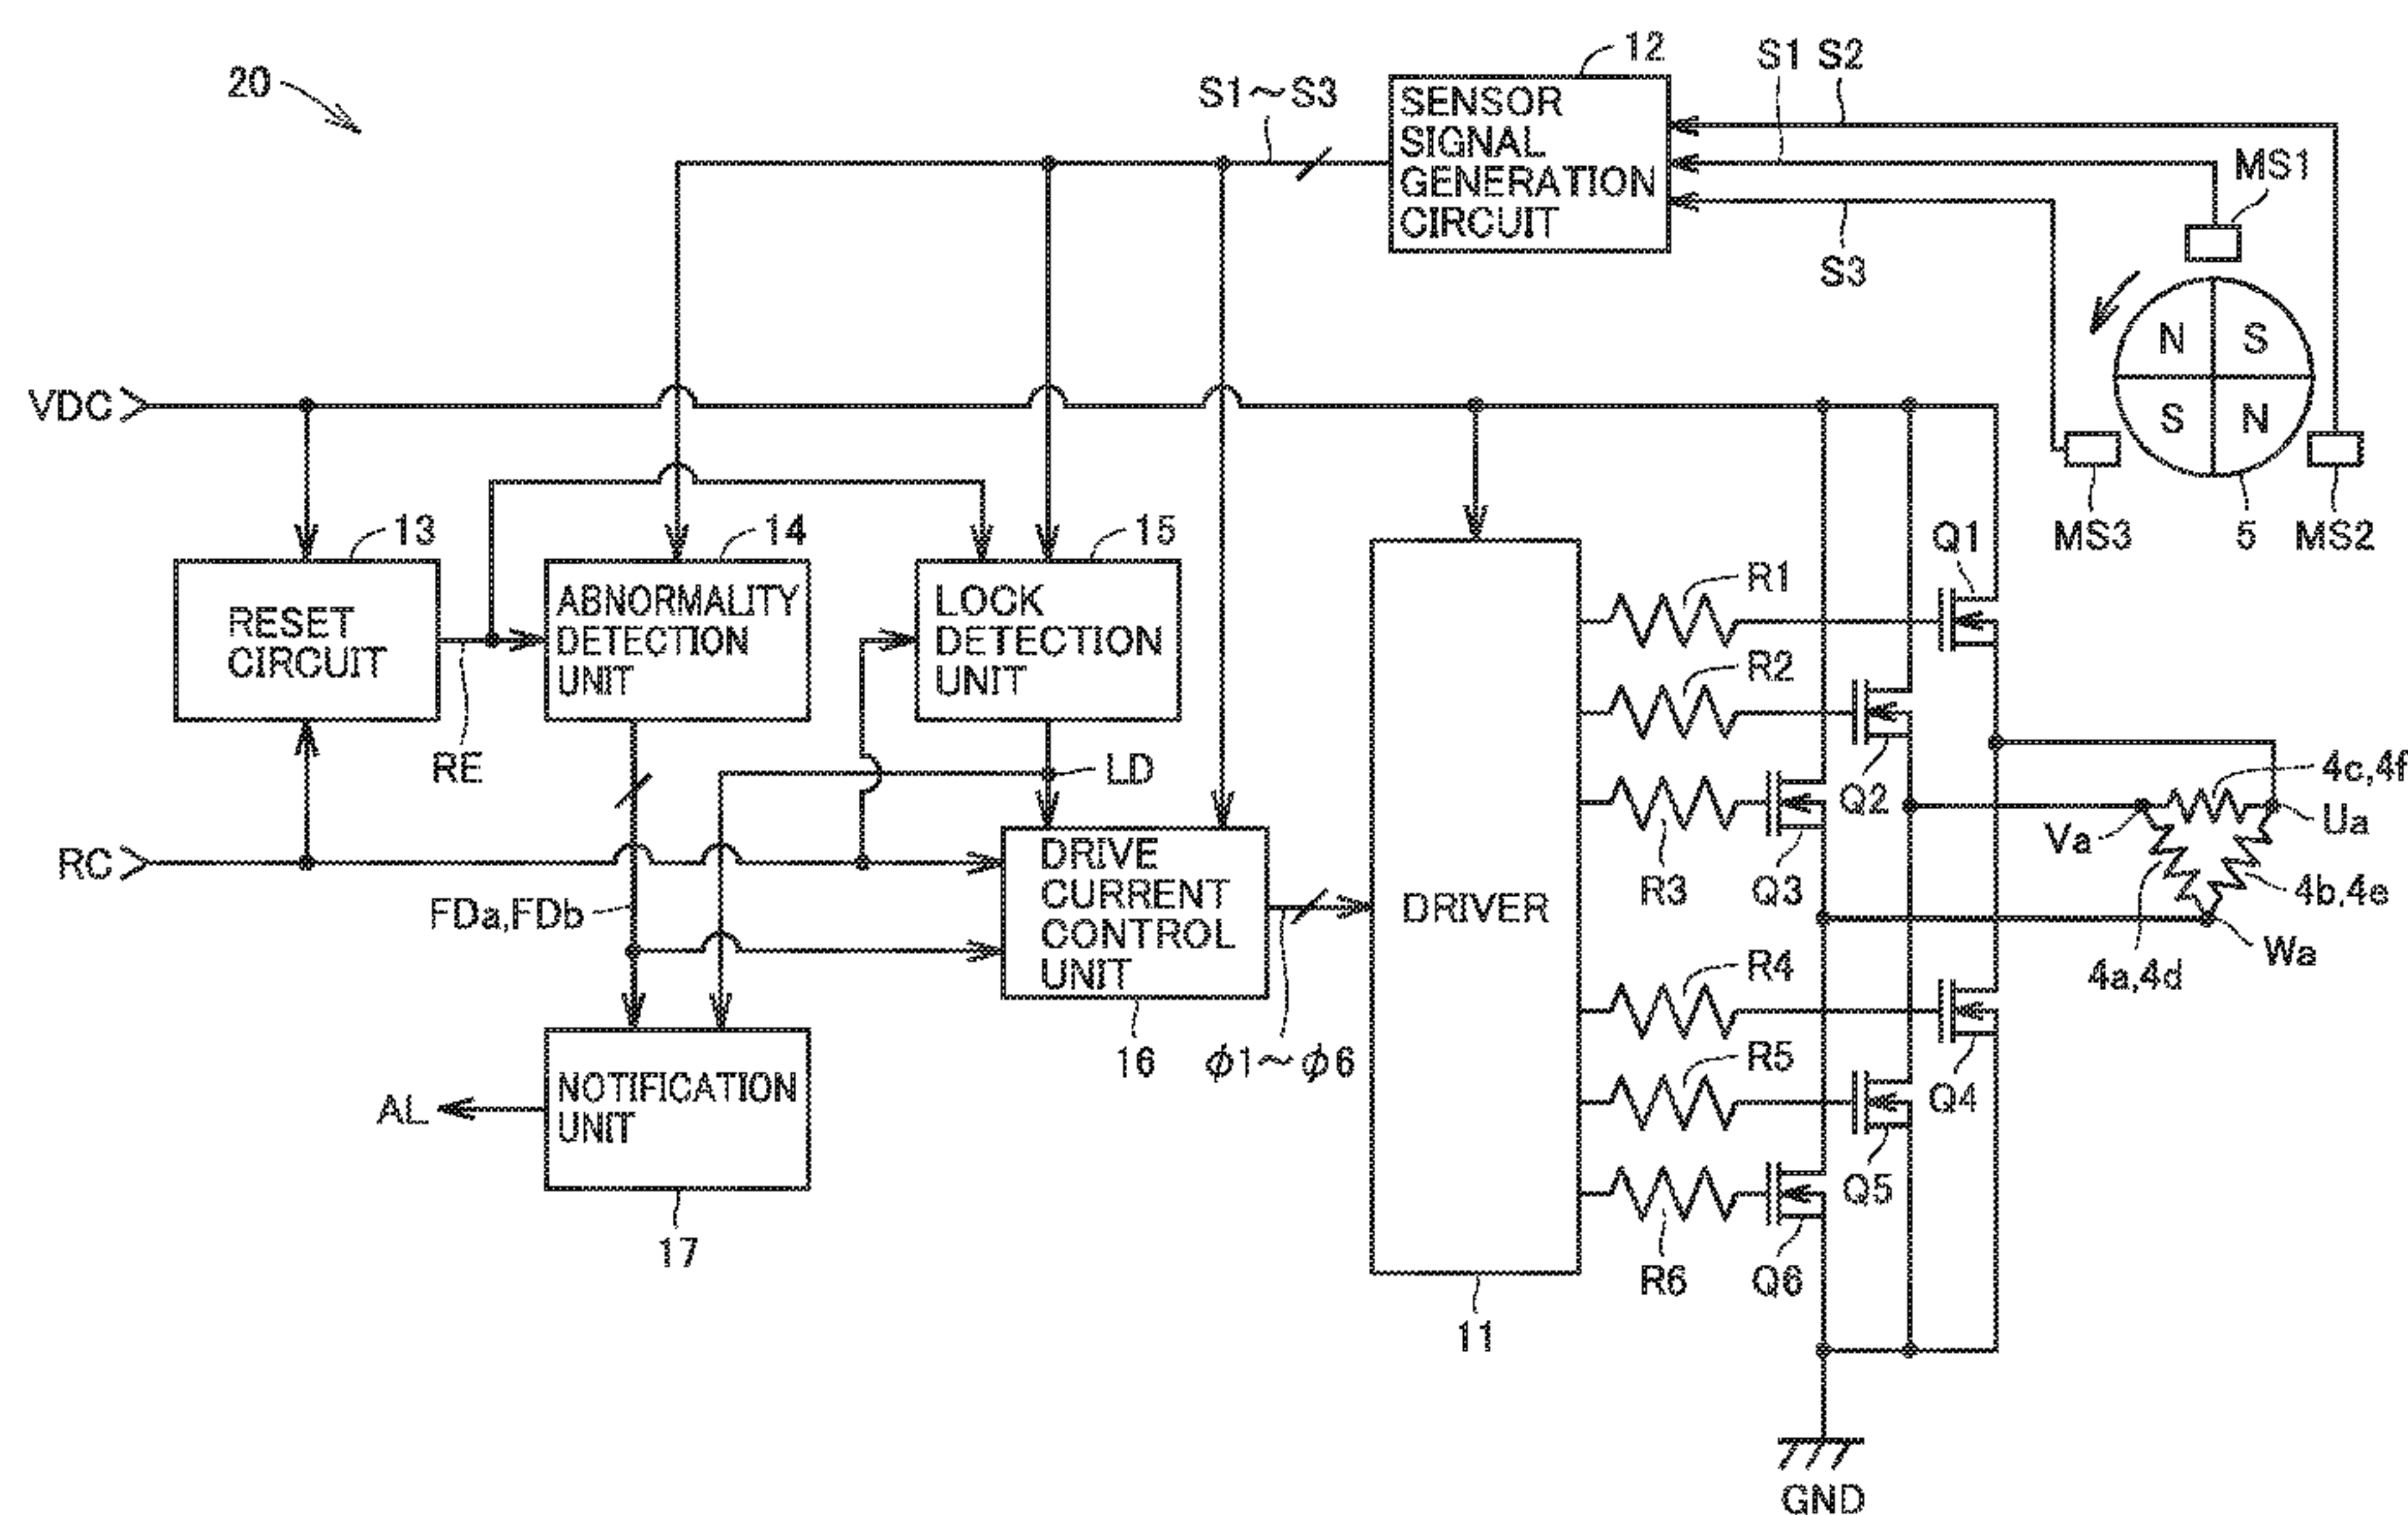 20
12
S1 S2
S1～S3
SENSOR
SIGNAL
GENERATION
CIRCUIT
MS1
S3
N S
S N
VDC
MS3
5
MS2
13
14
15
Q1
RESET
CIRCUIT
ABNORMALITY
DETECTION
UNIT
LOCK
DETECTION
UNIT
R1
R2
RE
LD
Q2
4c,4f
Va
Ua
RC
DRIVE
CURRENT
CONTROL
UNIT
DRIVER
R3
Q3
4b,4e
FDa,FDb
4a,4d
Wa
R4
16
ϕ1～ϕ6
R5
Q4
AL
NOTIFICATION
UNIT
Q5
17
R6
Q6
11
GND